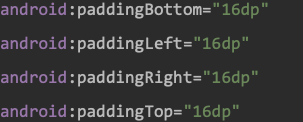 android:paddingBottom="16dp"
android:paddingLeft="16dp"
android:paddingRight="16dp"
android:paddingTop="16dp"